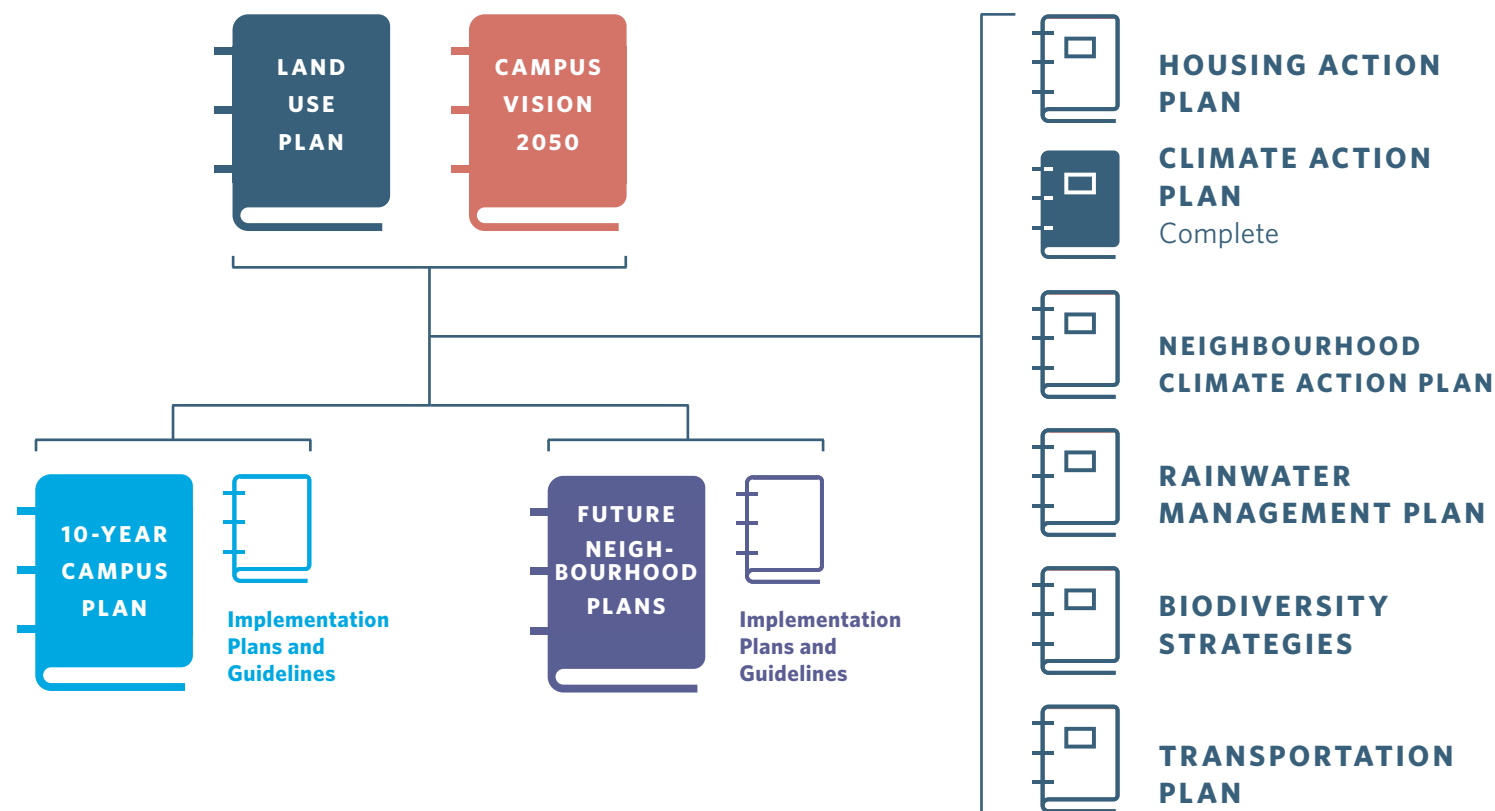 LAND
USE
PLAN
CAMPUS
VISION
2050
10-YEAR
CAMPUS
PLAN
Implementation
Plans and
Guidelines
FUTURE
NEIGH-
BOURHOOD
PLANS
Implementation
Plans and
Guidelines
HOUSING ACTION
PLAN
CLIMATE ACTION
PLAN
Complete
NEIGHBOURHOOD
CLIMATE ACTION PLAN
RAINWATER
MANAGEMENT PLAN
BIODIVERSITY
STRATEGIES
TRANSPORTATION
PLAN